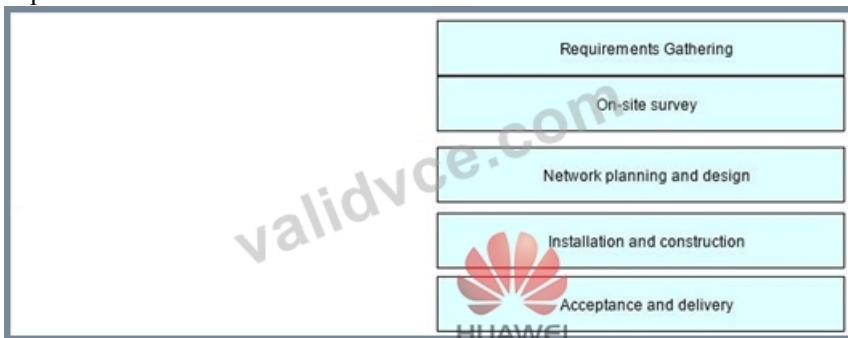 Requirements Gathering
On-site survey
Network planning and design
Installation and construction
Acceptance and delivery
validvce.com
HUAWEI